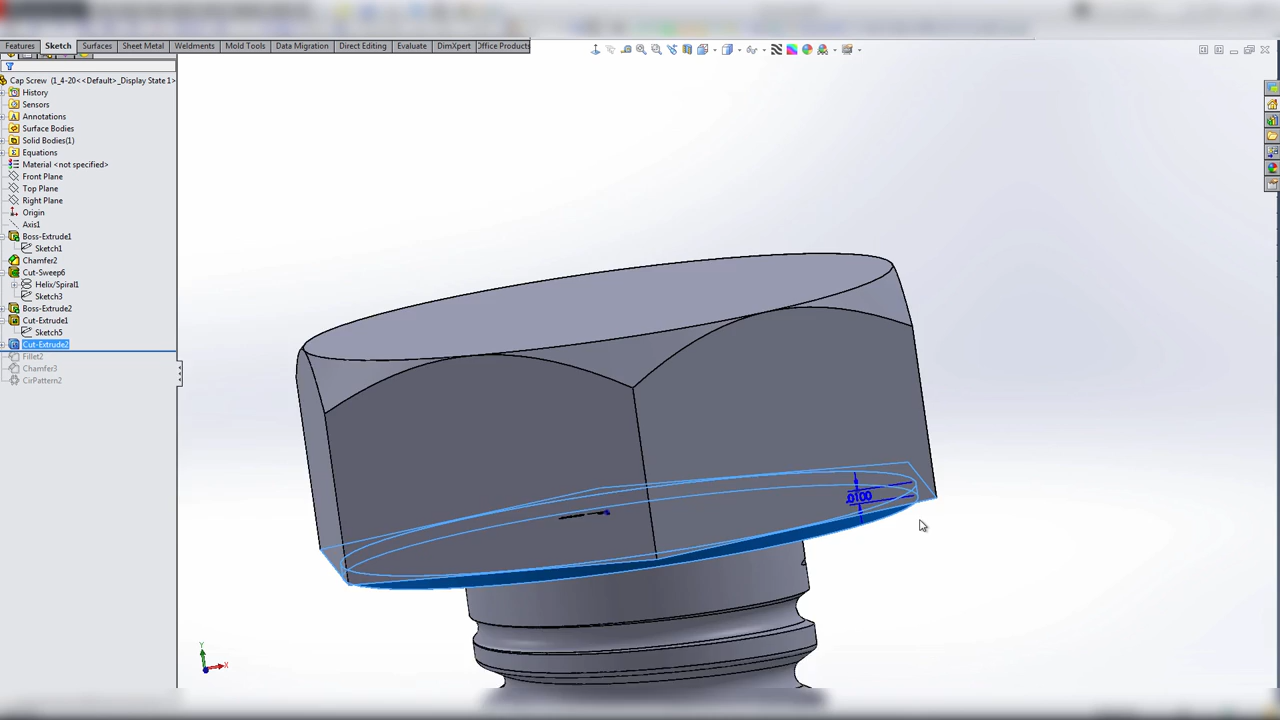 Features Sketch Surfaces Sheet Metal Weldments Mold Tools Data Migration Direct Editing Evaluate DimXpert Office Products
Cap Screw (1_4-20<<Default>_Display State 1>
History
Sensors
Annotations
Surface Bodies
Solid Bodies(1)
Equations
Material <not specified>
Front Plane
Top Plane
Right Plane
Origin
Axis1
Boss-Extrude1
Sketch1
Chamfer2
Cut-Sweep6
Helix/Spiral1
Sketch3
Boss-Extrude2
Cut-Extrude1
Sketch5
Cut-Extrude2
Fillet2
Chamfer3
CirPattern2
.0100
Y
X